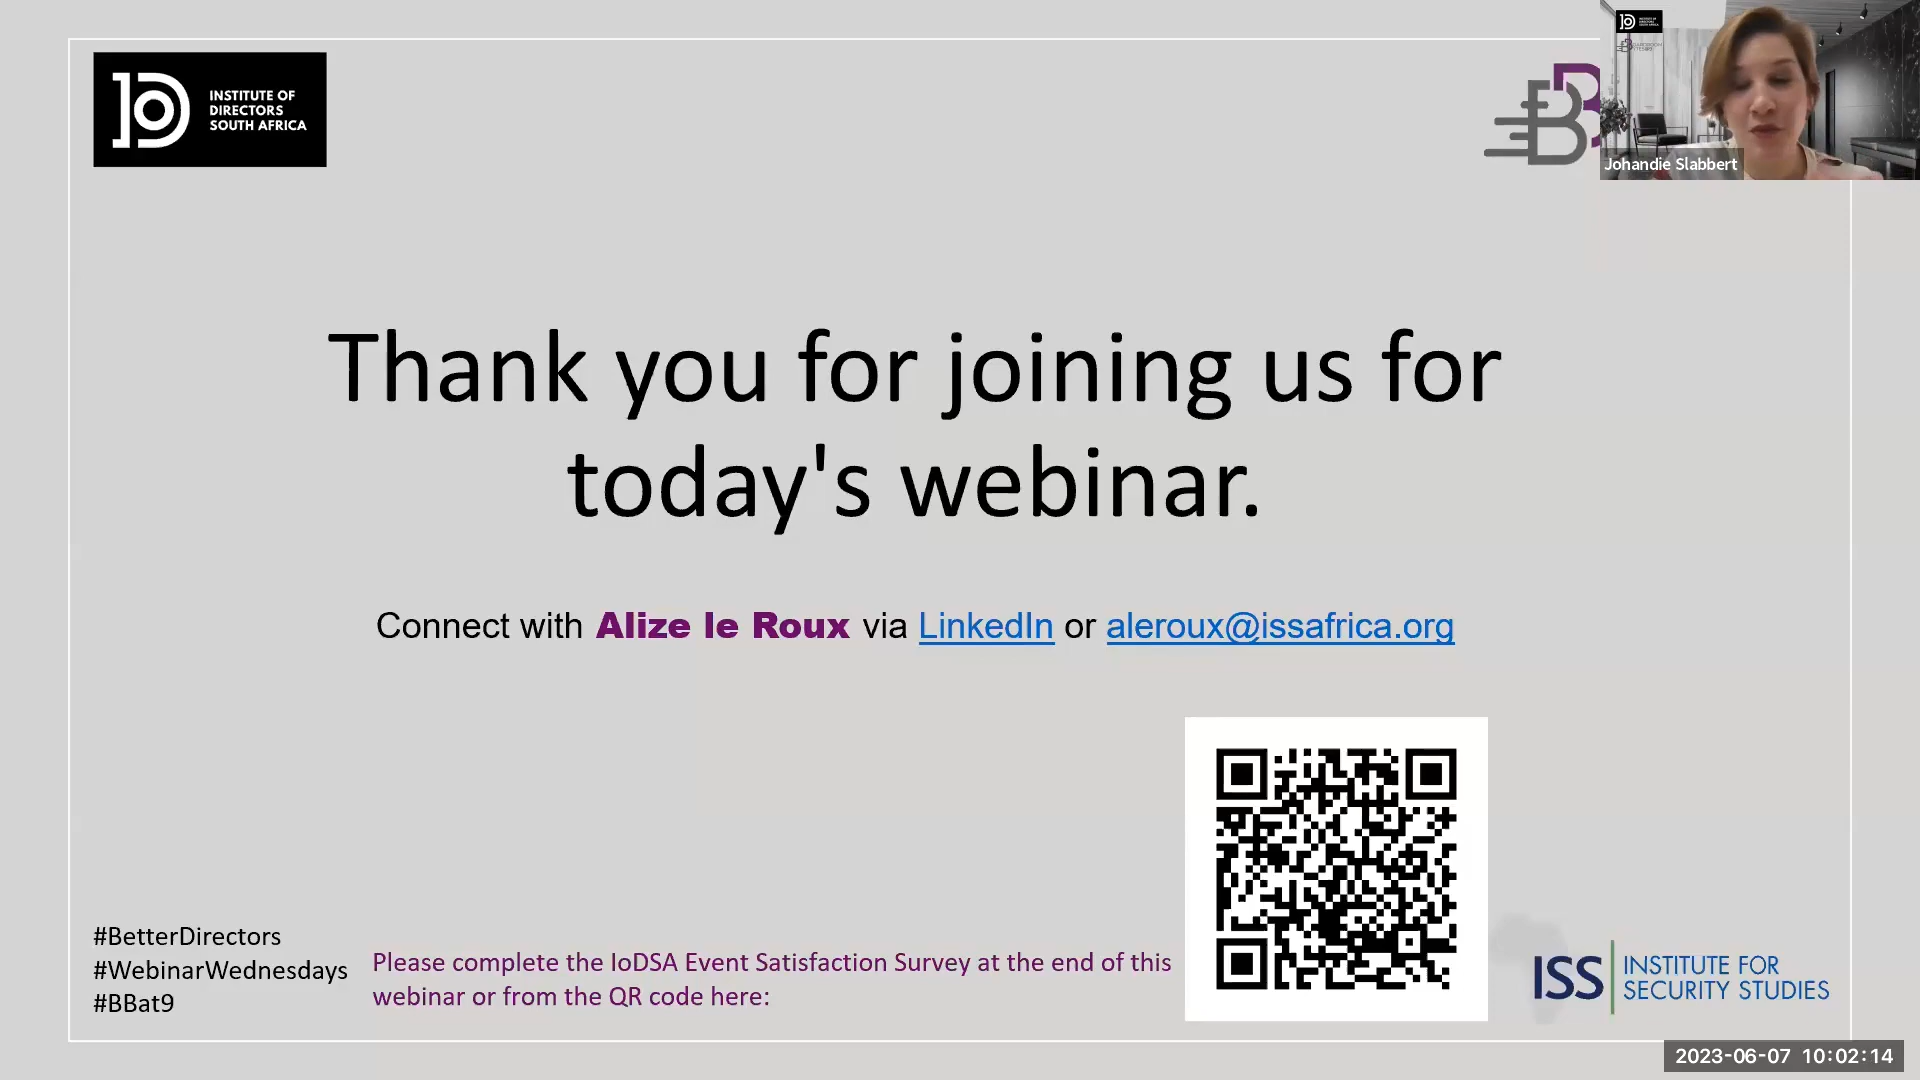 INSTITUTE OF
DIRECTORS
SOUTH AFRICA
Johandie Slabbert
Thank you for joining us for
today's webinar.
Connect with Alize le Roux via LinkedIn or aleroux@issafrica.org
#BetterDirectors
#WebinarWednesdays
#BBat9
Please complete the IoDSA Event Satisfaction Survey at the end of this
webinar or from the QR code here:
ISS
INSTITUTE FOR
SECURITY STUDIES
2023-06-07 10:02:14